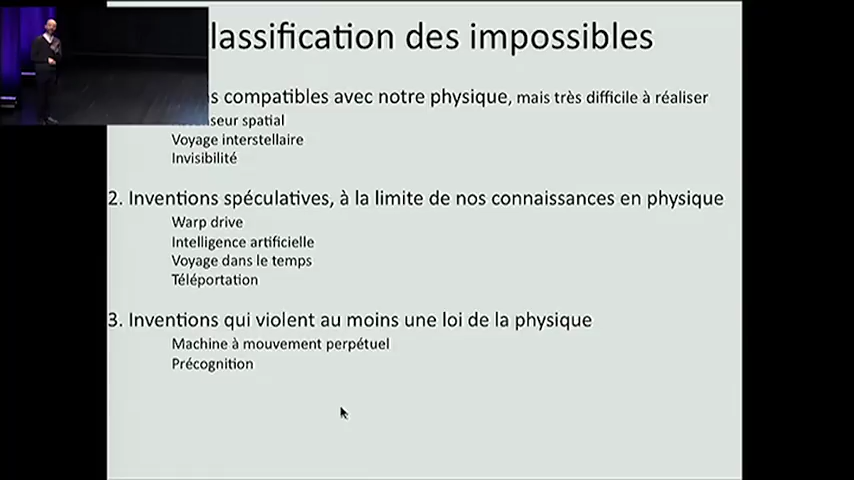 lassification des impossibles
ns compatibles avec notre physique, mais très difficile à réaliser
seur spatial
Voyage interstellaire
Invisibilité
2. Inventions spéculatives, à la limite de nos connaissances en physique
Warp drive
Intelligence artificielle
Voyage dans le temps
Téléportation
3. Inventions qui violent au moins une loi de la physique
Machine à mouvement perpétuel
Précognition